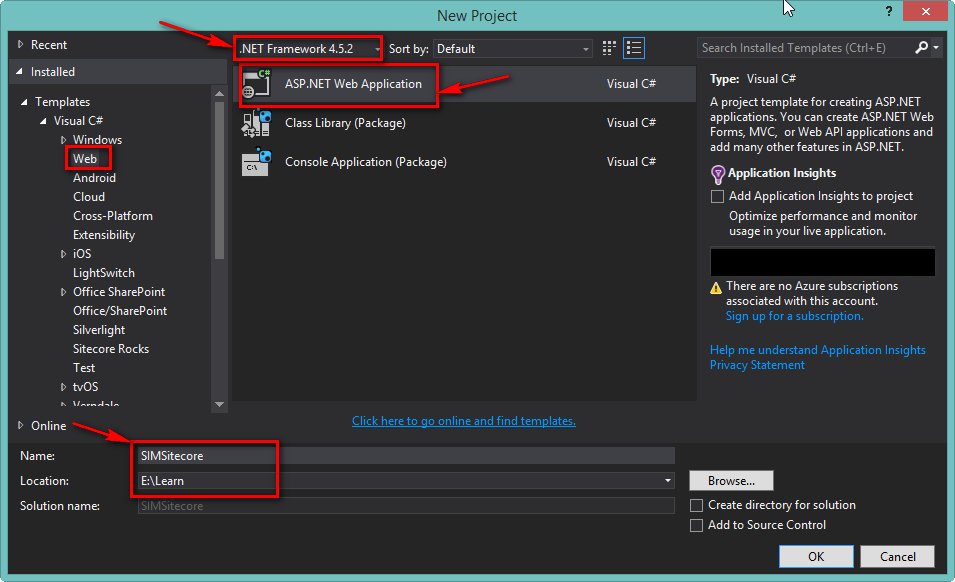 New Project
?
Recent
Installed
Templates
Visual C#
Windows
Web
Android
Cloud
Cross-Platform
Extensibility
iOS
LightSwitch
Office SharePoint
Office/SharePoint
Silverlight
Sitecore Rocks
Test
tvOS
Online
.NET Framework 4.5.2
Sort by: Default
Search Installed Templates (Ctrl+E)
C#
ASP.NET Web Application Visual C#
Class Library (Package) Visual C#
C:\
Console Application (Package) Visual C#
Click here to go online and find templates.
Type: Visual C#
A project template for creating ASP.NET
applications. You can create ASP.NET Web
Forms, MVC, or Web API applications and
add many other features in ASP.NET.
Application Insights
Add Application Insights to project
Optimize performance and monitor
usage in your live application.
There are no Azure subscriptions
associated with this account.
Sign up for a subscription.
Help me understand Application Insights
Privacy Statement
Name: SIMSitecore
Location: E:\Learn
Solution name: SIMSitecore
Browse...
Create directory for solution
Add to Source Control
OK
Cancel